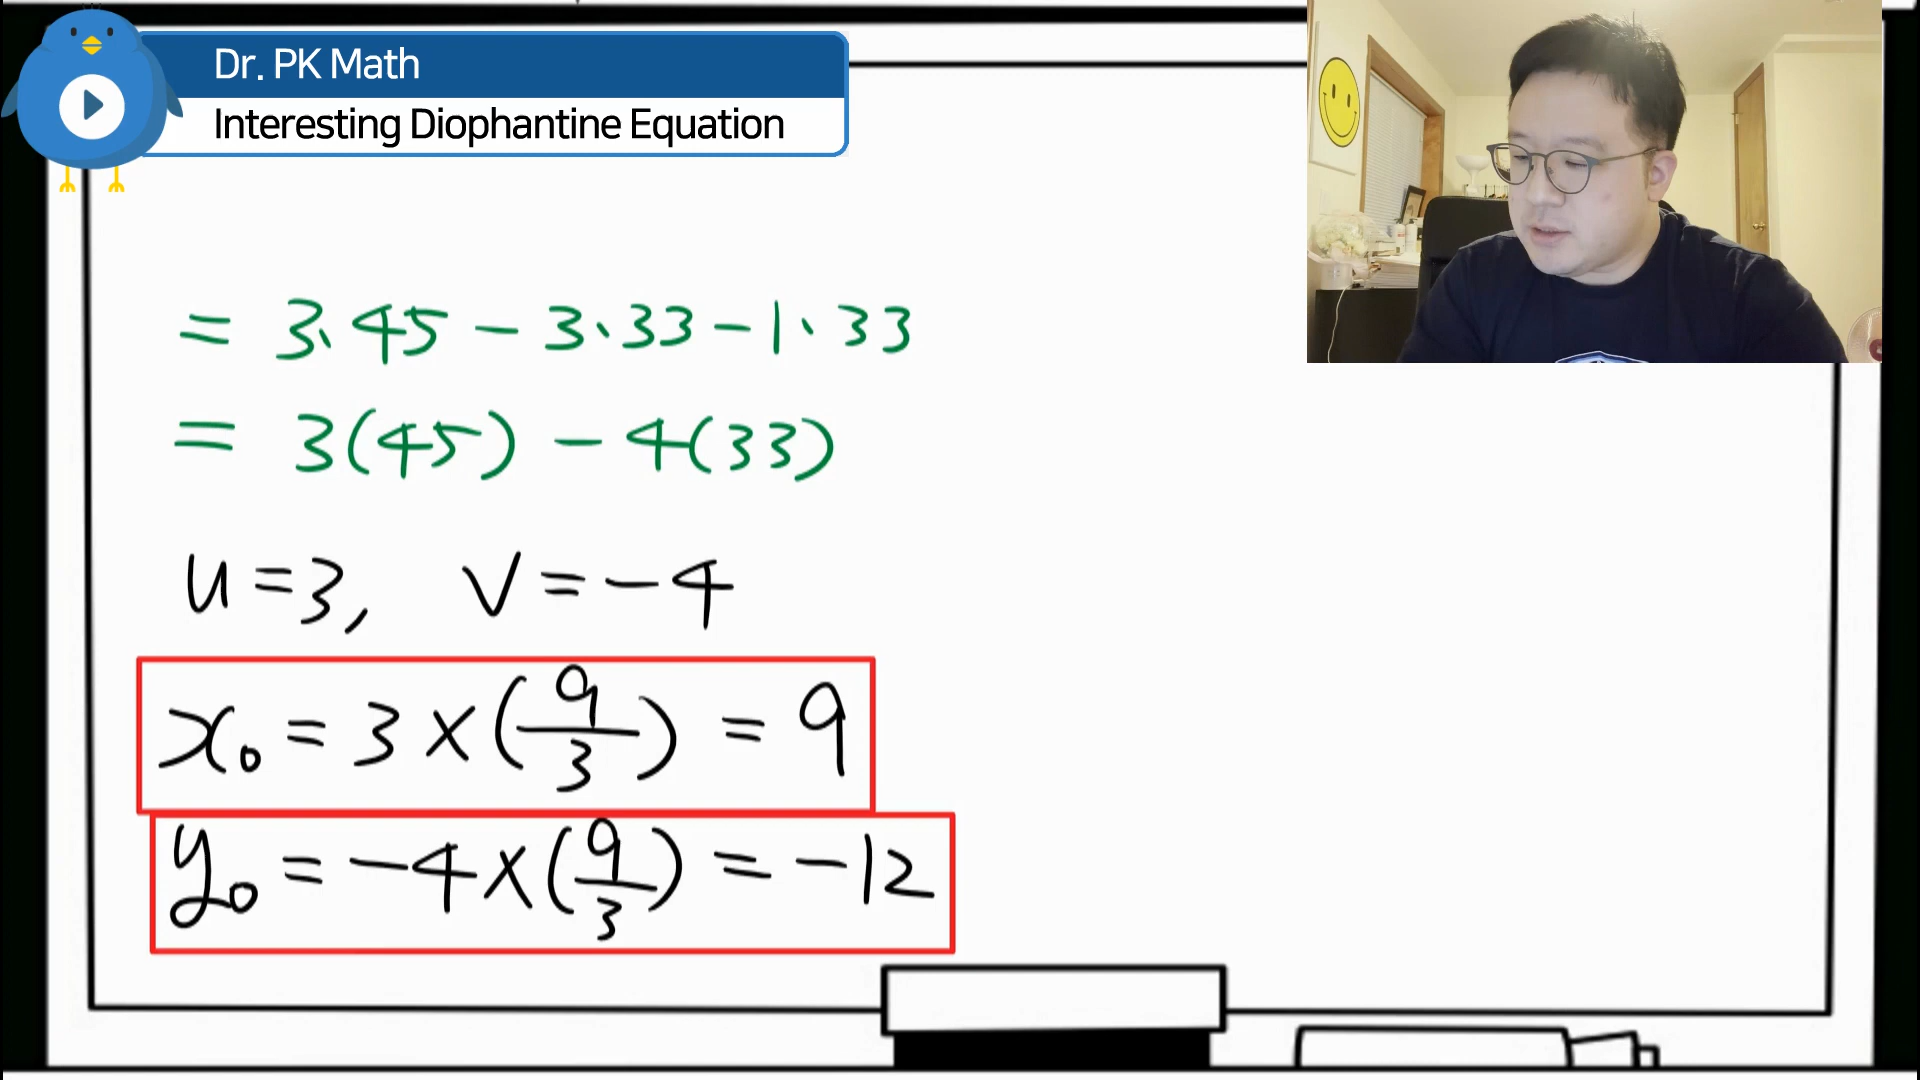 Dr. PK Math
Interesting Diophantine Equation
= 3·45 - 3·33 - 1·33
= 3(45) - 4(33)
u=3, v=-4
x₀ = 3 × (9/3) = 9
y₀ = -4 × (9/3) = -12